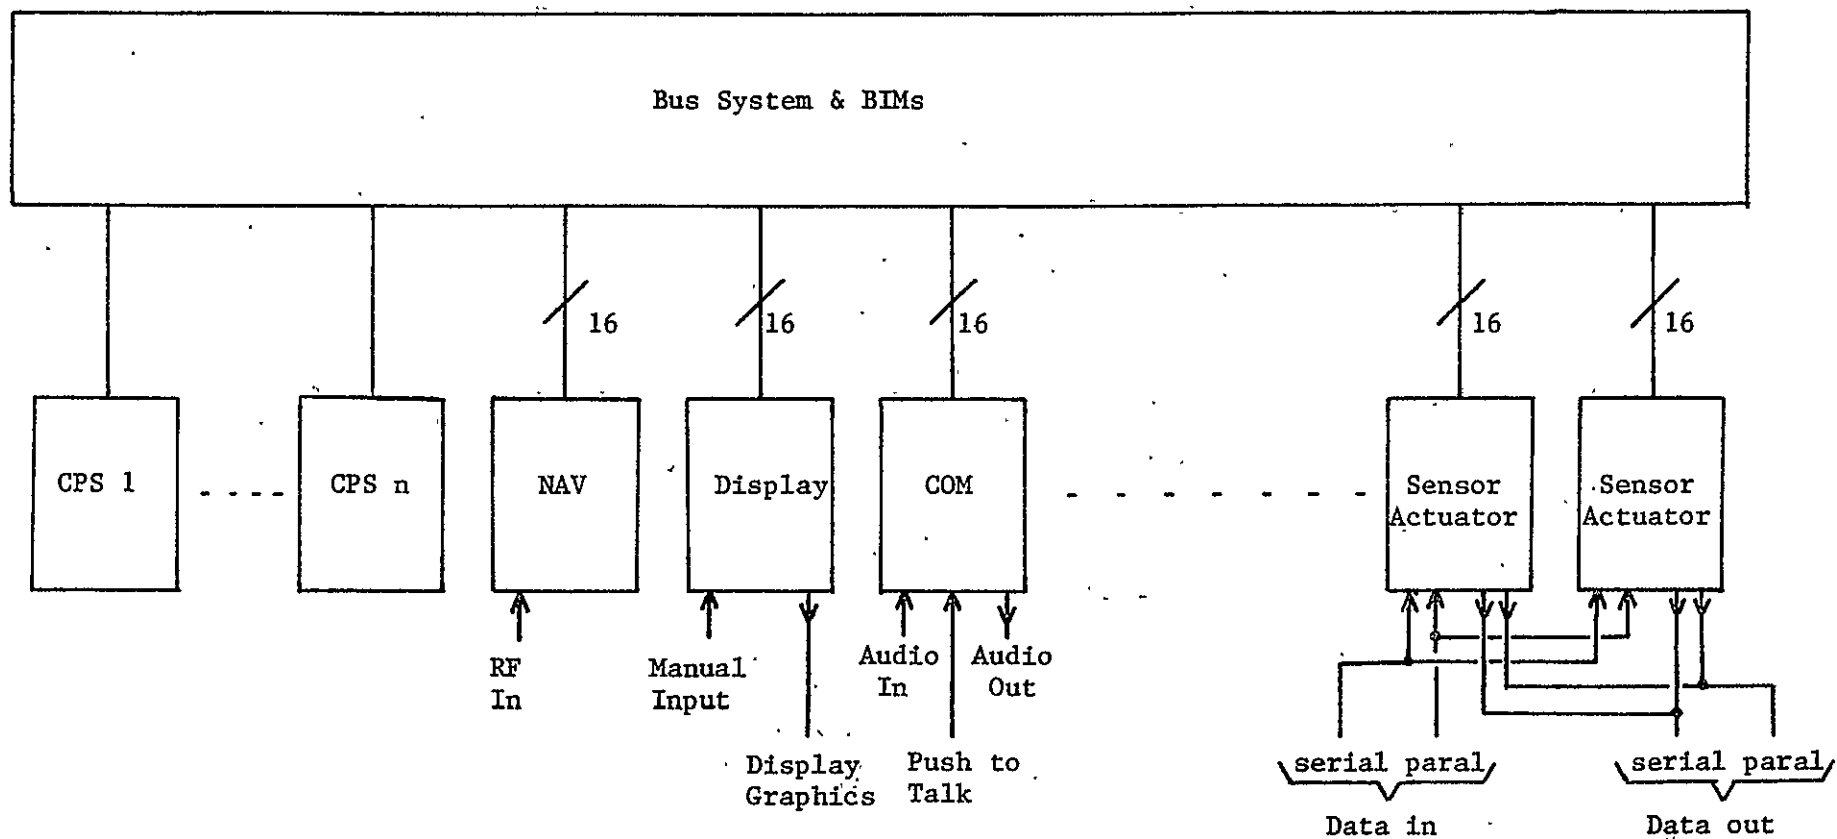 Bus System & BIMs
16 16 16 16 16
CPS 1 CPS n NAV Display COM Sensor Actuator Sensor Actuator
RF In
Manual Input
Audio In
Audio Out
Display Graphics
Push to Talk
serial paral
Data in
serial paral
Data out